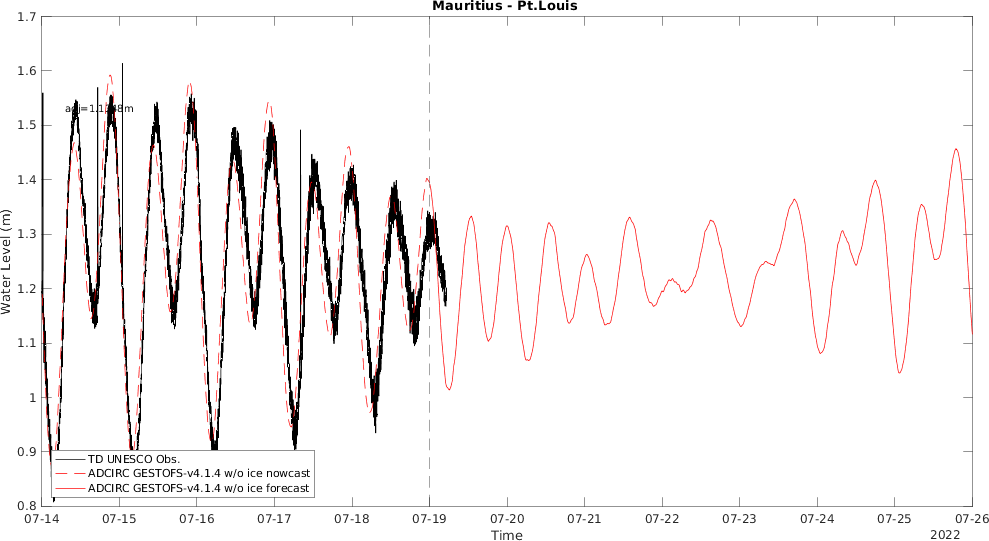 Mauritius - Pt.Louis
1.7
1.6
1.5
1.4
1.3
1.2
1.1
1
0.9
0.8
Water Level (m)
TD UNESCO Obs.
ADCIRC GESTOFS-v4.1.4 w/o ice nowcast
ADCIRC GESTOFS-v4.1.4 w/o ice forecast
07-14 07-15 07-16 07-17 07-18 07-19 07-20 07-21 07-22 07-23 07-24 07-25 07-26
Time
2022